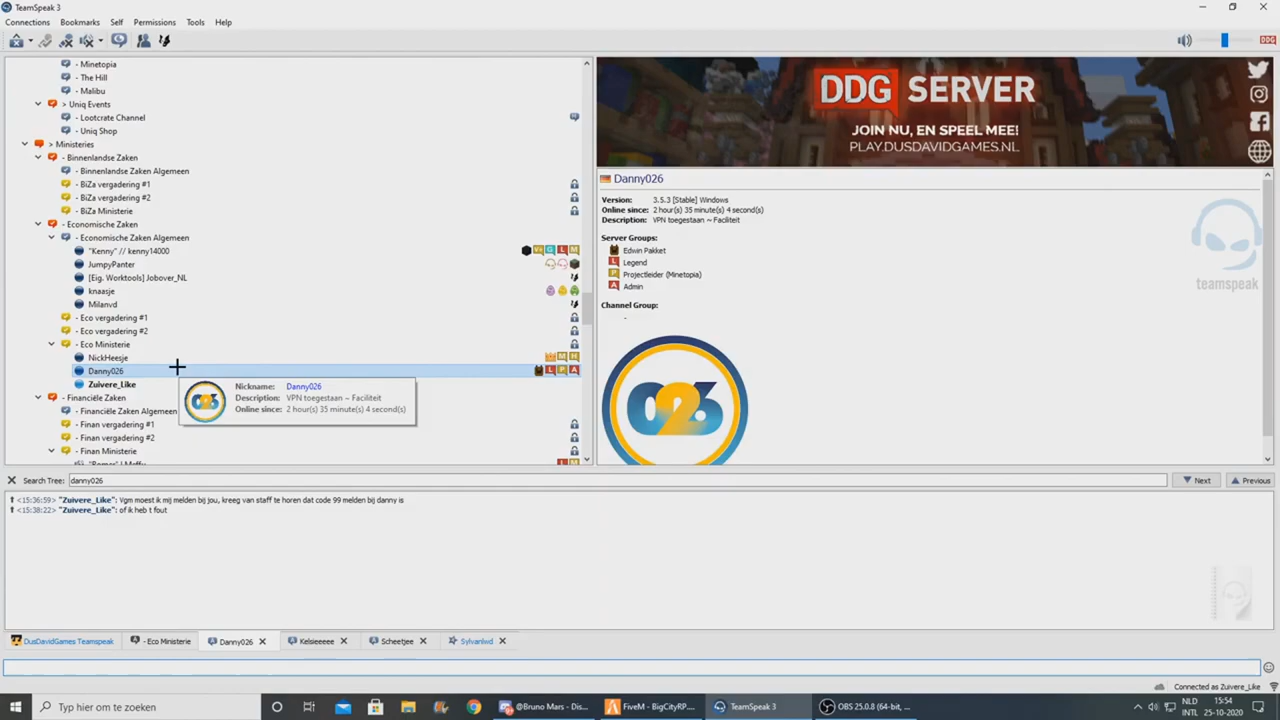 TeamSpeak 3
Connections Bookmarks Self Permissions Tools Help
DDG
- Minetopia
- The Hill
- Malibu
> Uniq Events
- Lootcrate Channel
- Uniq Shop
> Ministeries
- Binnenlandse Zaken
- Binnenlandse Zaken Algemeen
- BiZa vergadering #1
- BiZa vergadering #2
- BiZa Ministerie
- Economische Zaken
- Economische Zaken Algemeen
"Kenny" // kenny14000
JumpyPanter
[Eig. Worktools] Jobover_NL
knaasje
Milanvd
- Eco vergadering #1
- Eco vergadering #2
- Eco Ministerie
NickHeesje
Danny026
Zuivere_Like
- Financiële Zaken
- Financiële Zaken Algemeen
- Finan vergadering #1
- Finan vergadering #2
- Finan Ministerie
Nickname: Danny026
Description: VPN toegestaan ~ Faciliteit
Online since: 2 hour(s) 35 minute(s) 4 second(s)
DDG SERVER
JOIN NU, EN SPEEL MEE!
PLAY.DUSDAVIDGAMES.NL
Danny026
Version: 3.5.3 [Stable] Windows
Online since: 2 hour(s) 35 minute(s) 4 second(s)
Description: VPN toegestaan ~ Faciliteit
Server Groups:
Edwin Pakket
L Legend
P Projectleider (Minetopia)
A Admin
Channel Group:
-
026
teamspeak
Search Tree: danny026 Next Previous
<15:36:59> "Zuivere_Like": Vgm moest ik mij melden bij jou, kreeg van staff te horen dat code 99 melden bij danny is
<15:38:22> "Zuivere_Like": of ik heb t fout
DusDavidGames Teamspeak - Eco Ministerie Danny026 Kelsieeeee Scheetjee Sylvanlwd
Connected as Zuivere_Like
Typ hier om te zoeken @Bruno Mars - Dis... FiveM - BigCityRP.... TeamSpeak 3 OBS 25.0.8 (64-bit, ... NLD INTL 15:54 25-10-2020